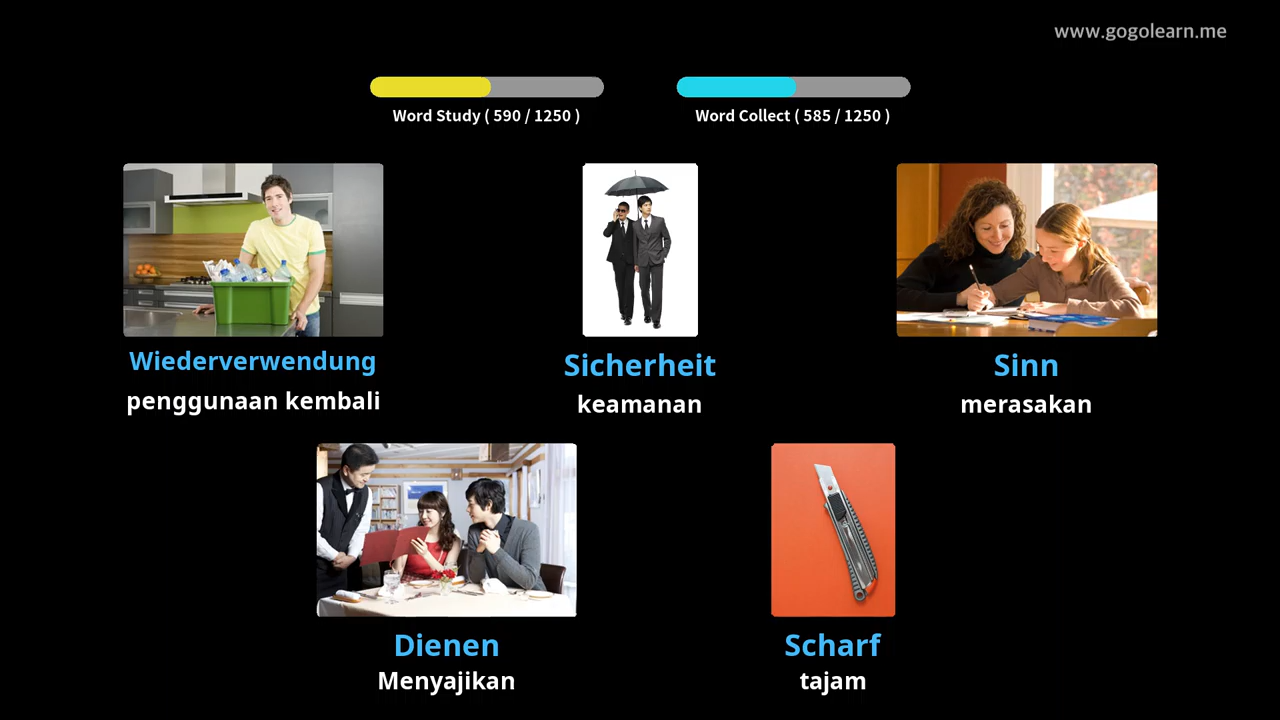 www.gogolearn.me
Word Study ( 590 / 1250 )
Word Collect ( 585 / 1250 )
Wiederverwendung
penggunaan kembali
Sicherheit
keamanan
Sinn
merasakan
Dienen
Menyajikan
Scharf
tajam